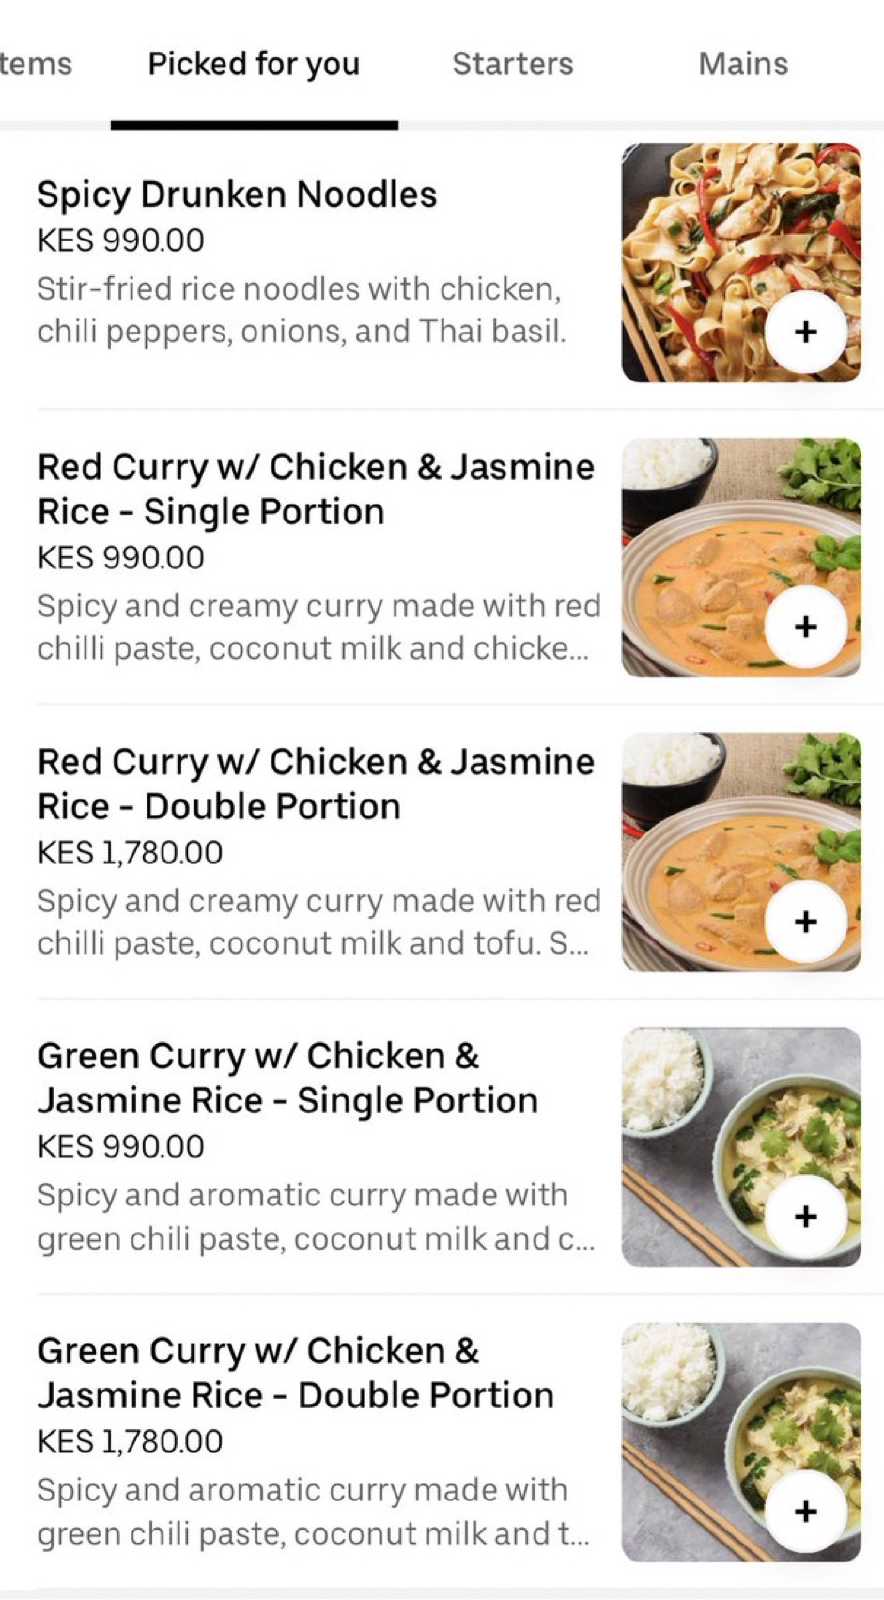 tems Picked for you Starters Mains
Spicy Drunken Noodles
KES 990.00
Stir-fried rice noodles with chicken,
chili peppers, onions, and Thai basil.
+
Red Curry w/ Chicken & Jasmine
Rice - Single Portion
KES 990.00
Spicy and creamy curry made with red
chilli paste, coconut milk and chicke...
+
Red Curry w/ Chicken & Jasmine
Rice - Double Portion
KES 1,780.00
Spicy and creamy curry made with red
chilli paste, coconut milk and tofu. S...
+
Green Curry w/ Chicken &
Jasmine Rice - Single Portion
KES 990.00
Spicy and aromatic curry made with
green chili paste, coconut milk and c...
+
Green Curry w/ Chicken &
Jasmine Rice - Double Portion
KES 1,780.00
Spicy and aromatic curry made with
green chili paste, coconut milk and t...
+